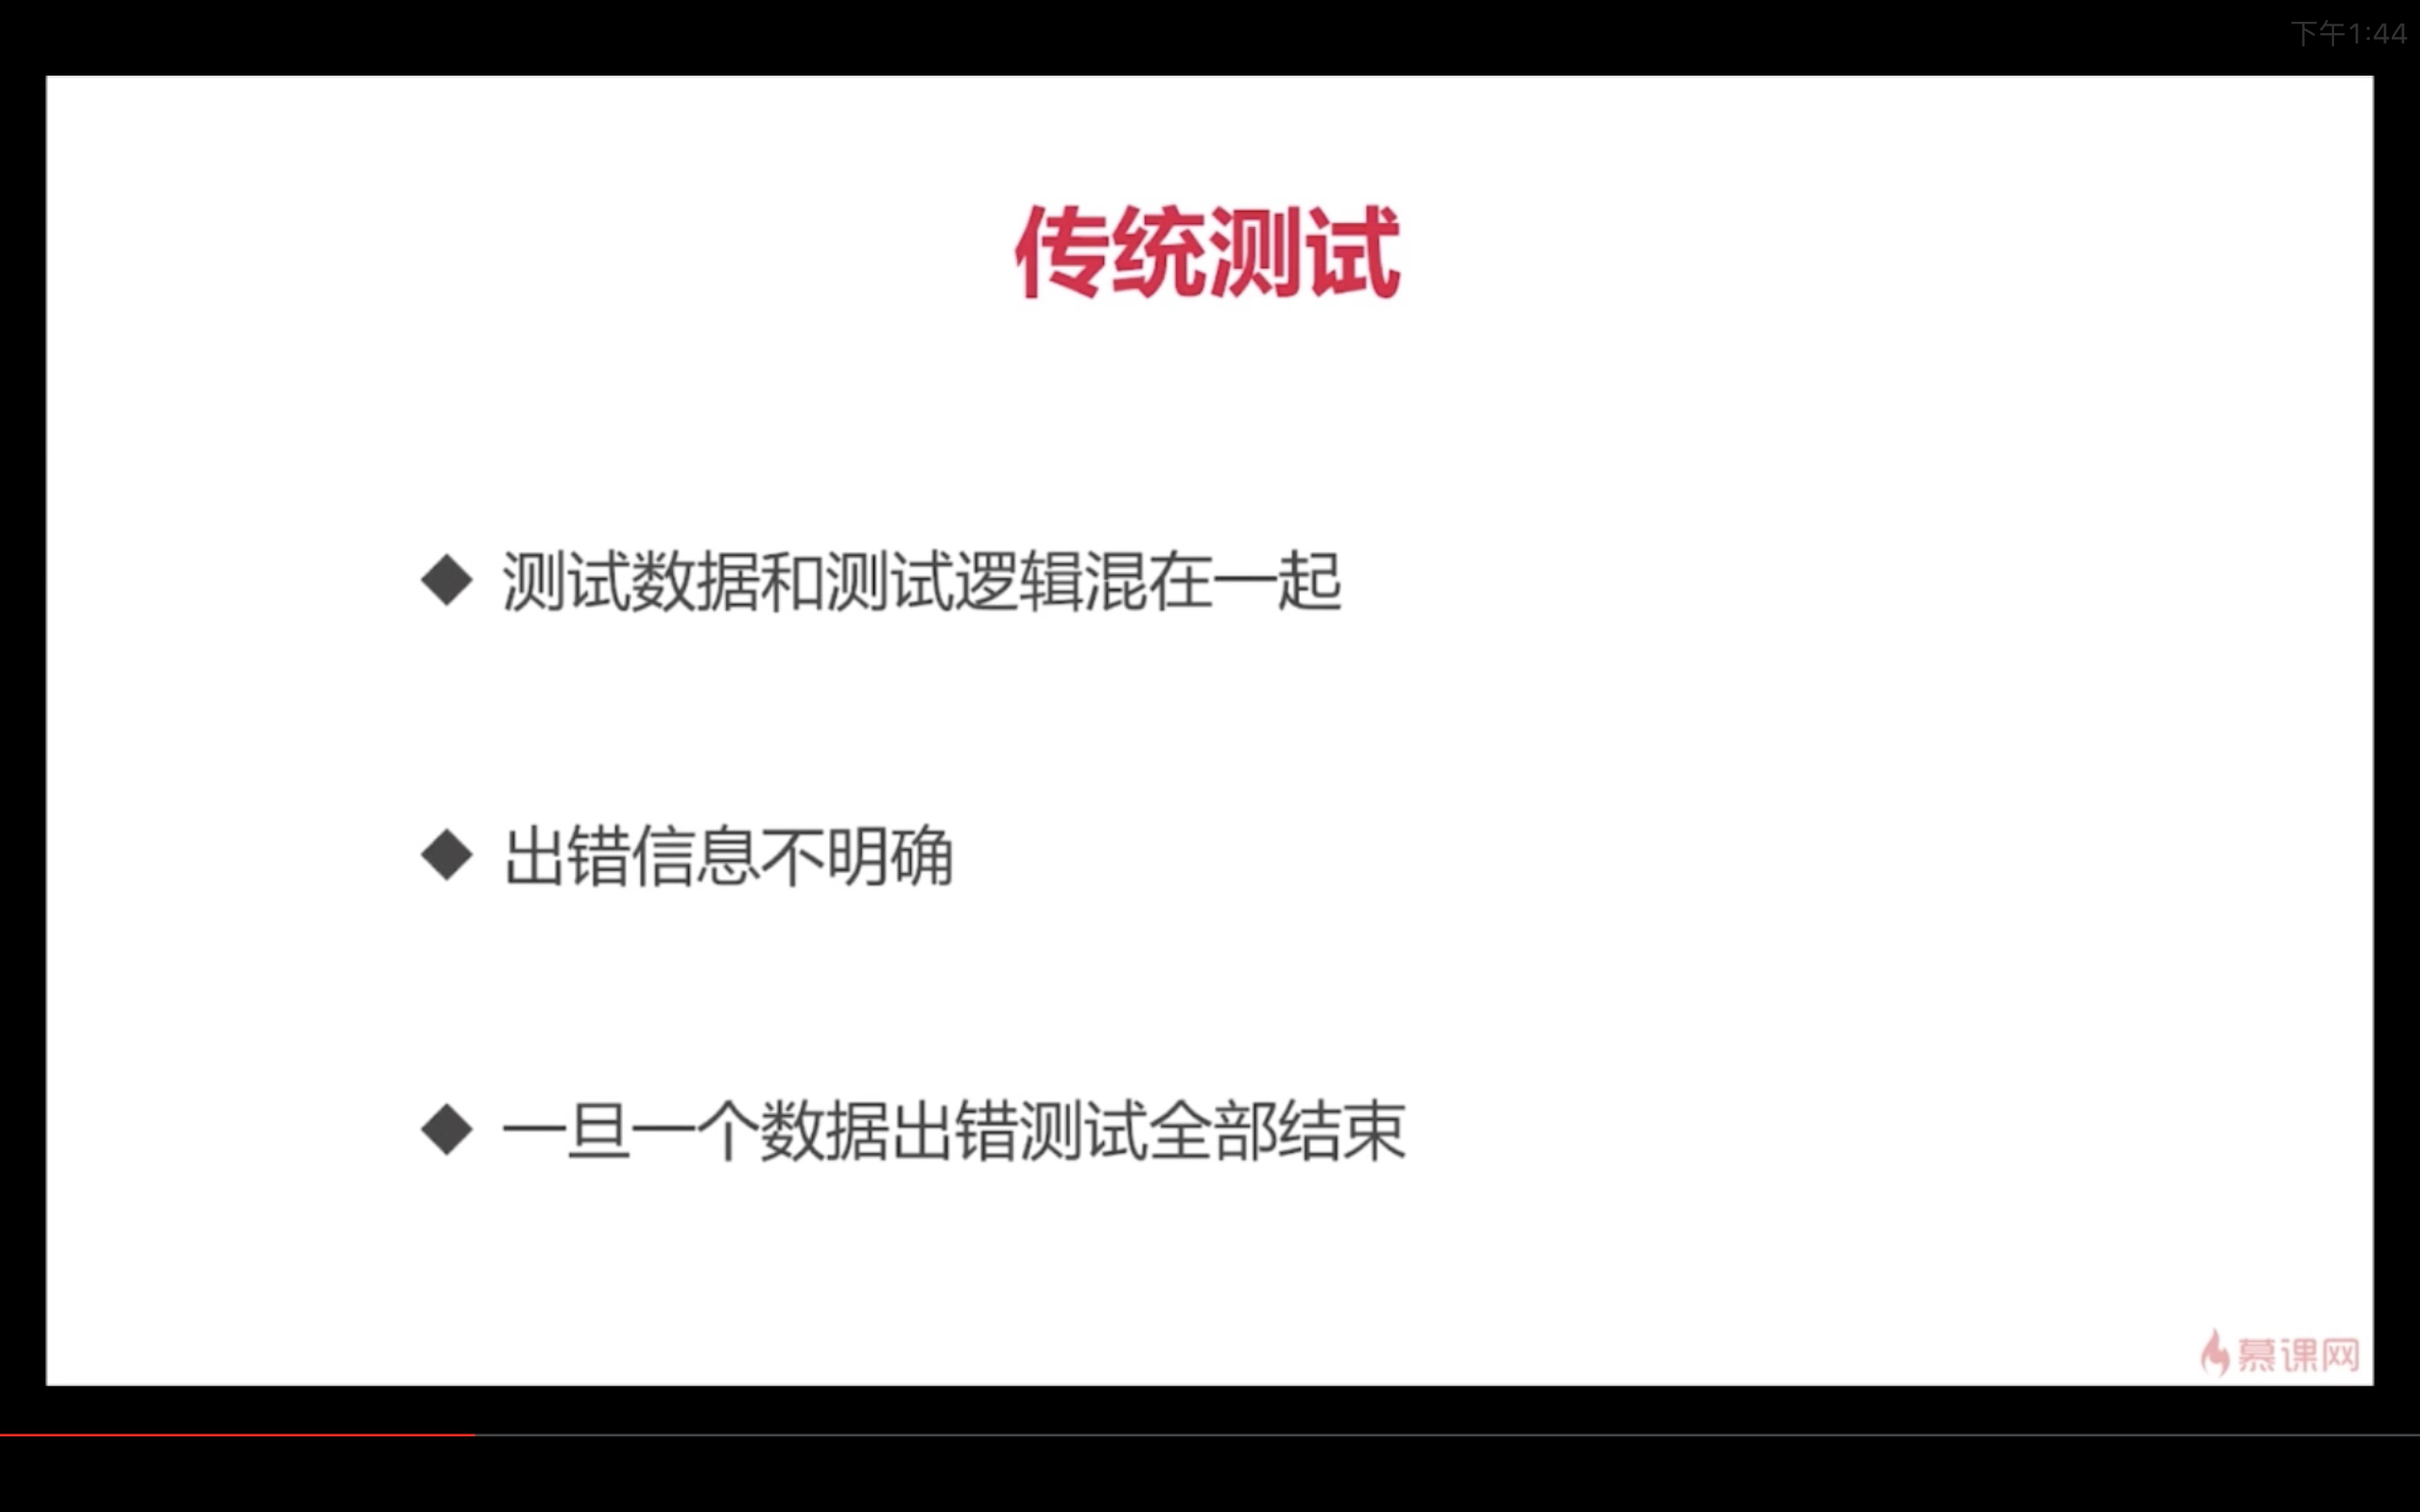 下午1:44
传统测试
◆ 测试数据和测试逻辑混在一起
◆ 出错信息不明确
◆ 一旦一个数据出错测试全部结束
慕课网